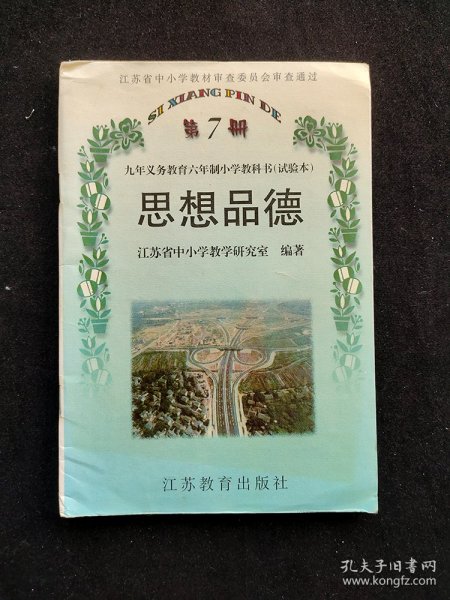 江苏省中小学教材审查委员会审查通过
SI XIANG PIN DE
第7册
九年义务教育六年制小学教科书(试验本)
思想品德
江苏省中小学教学研究室 编著
江苏教育出版社
孔夫子旧书网
www.kongfz.com